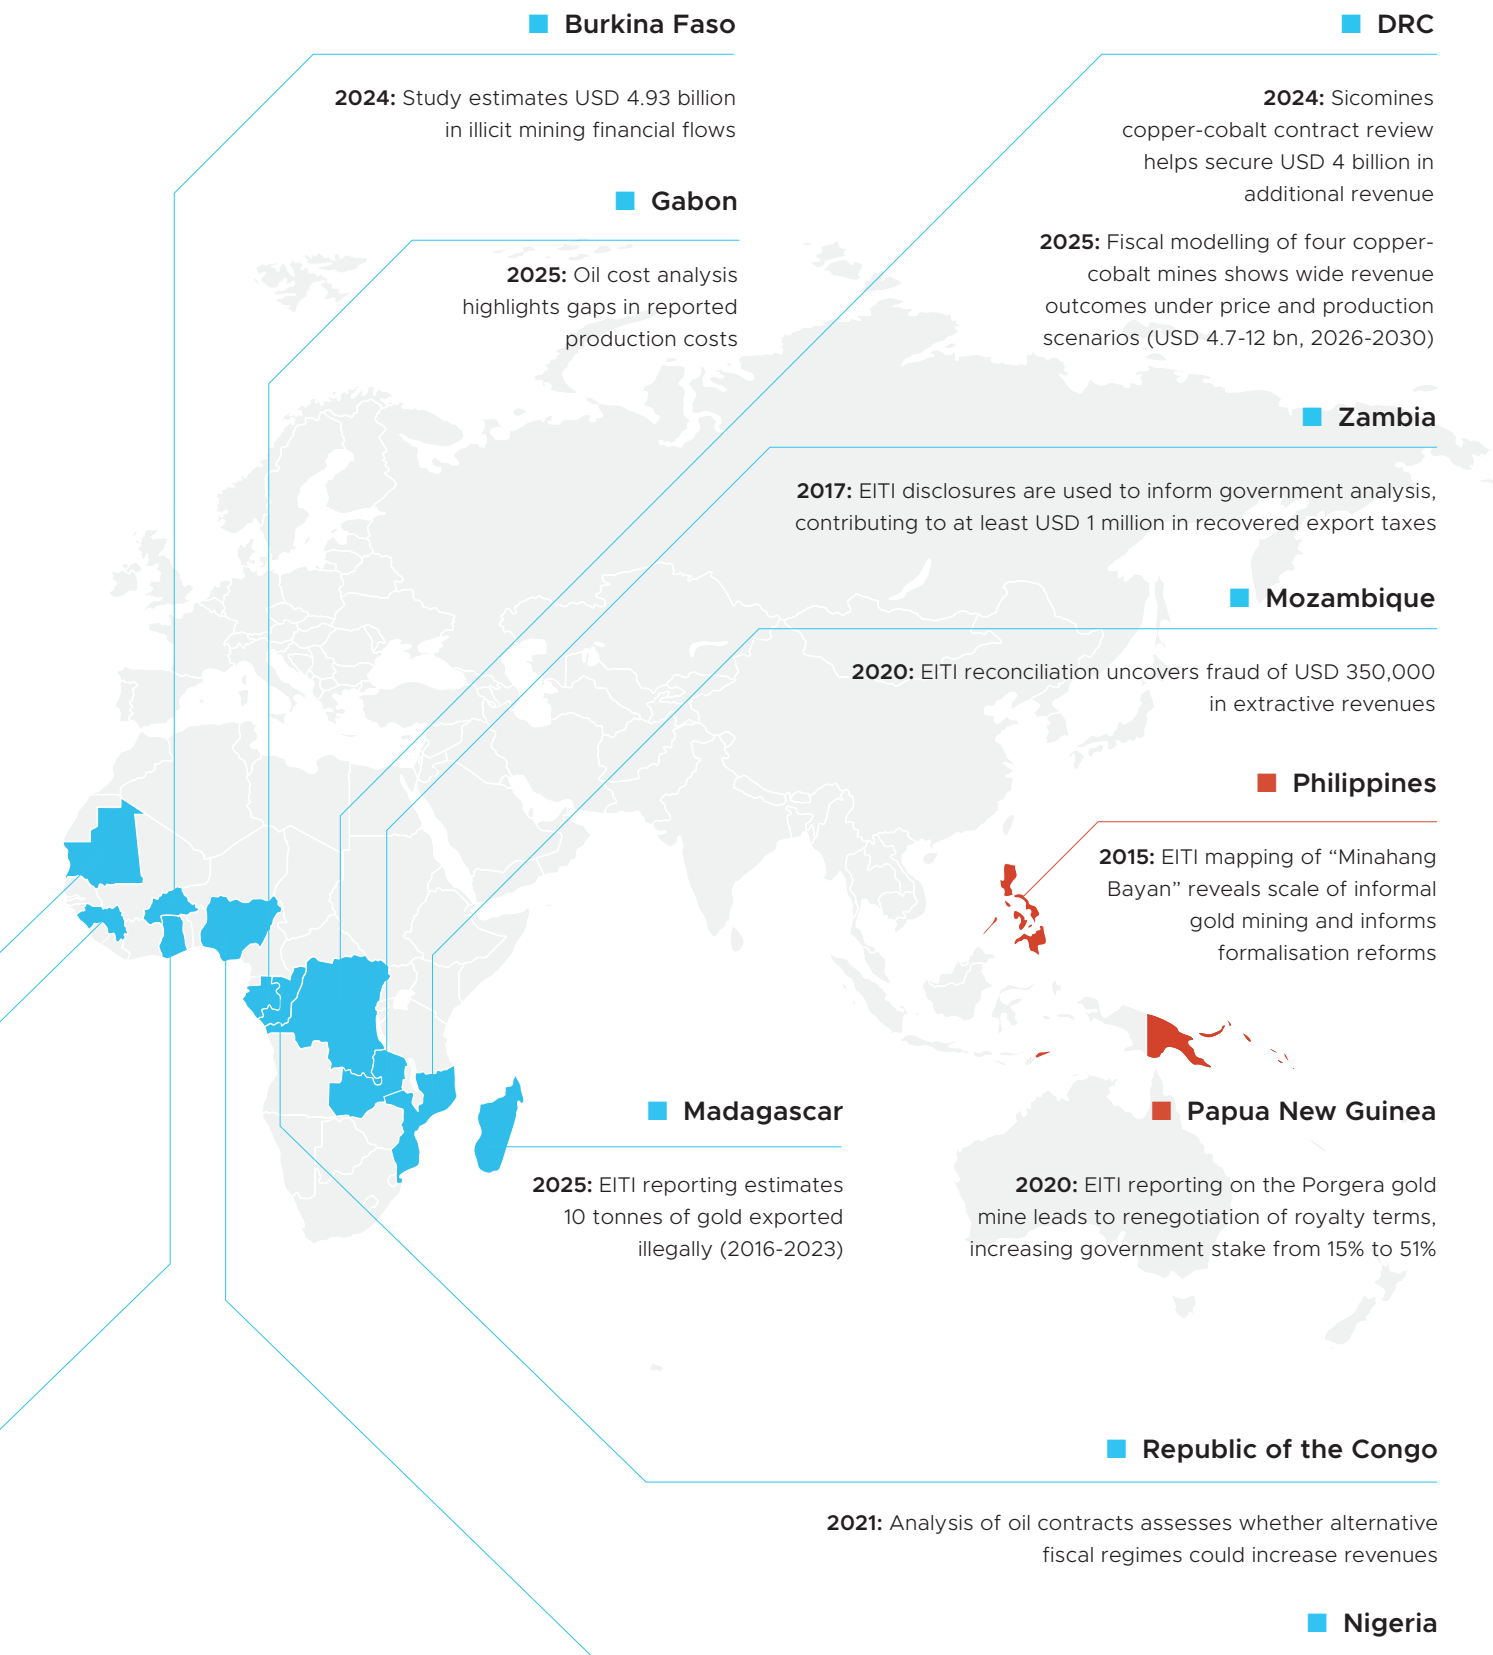 Burkina Faso
2024: Study estimates USD 4.93 billion
in illicit mining financial flows
Gabon
2025: Oil cost analysis
highlights gaps in reported
production costs
DRC
2024: Sicomines
copper-cobalt contract review
helps secure USD 4 billion in
additional revenue
2025: Fiscal modelling of four copper-
cobalt mines shows wide revenue
outcomes under price and production
scenarios (USD 4.7-12 bn, 2026-2030)
Zambia
2017: EITI disclosures are used to inform government analysis,
contributing to at least USD 1 million in recovered export taxes
Mozambique
2020: EITI reconciliation uncovers fraud of USD 350,000
in extractive revenues
Philippines
2015: EITI mapping of “Minahang
Bayan” reveals scale of informal
gold mining and informs
formalisation reforms
Madagascar
2025: EITI reporting estimates
10 tonnes of gold exported
illegally (2016-2023)
Papua New Guinea
2020: EITI reporting on the Porgera gold
mine leads to renegotiation of royalty terms,
increasing government stake from 15% to 51%
Republic of the Congo
2021: Analysis of oil contracts assesses whether alternative
fiscal regimes could increase revenues
Nigeria